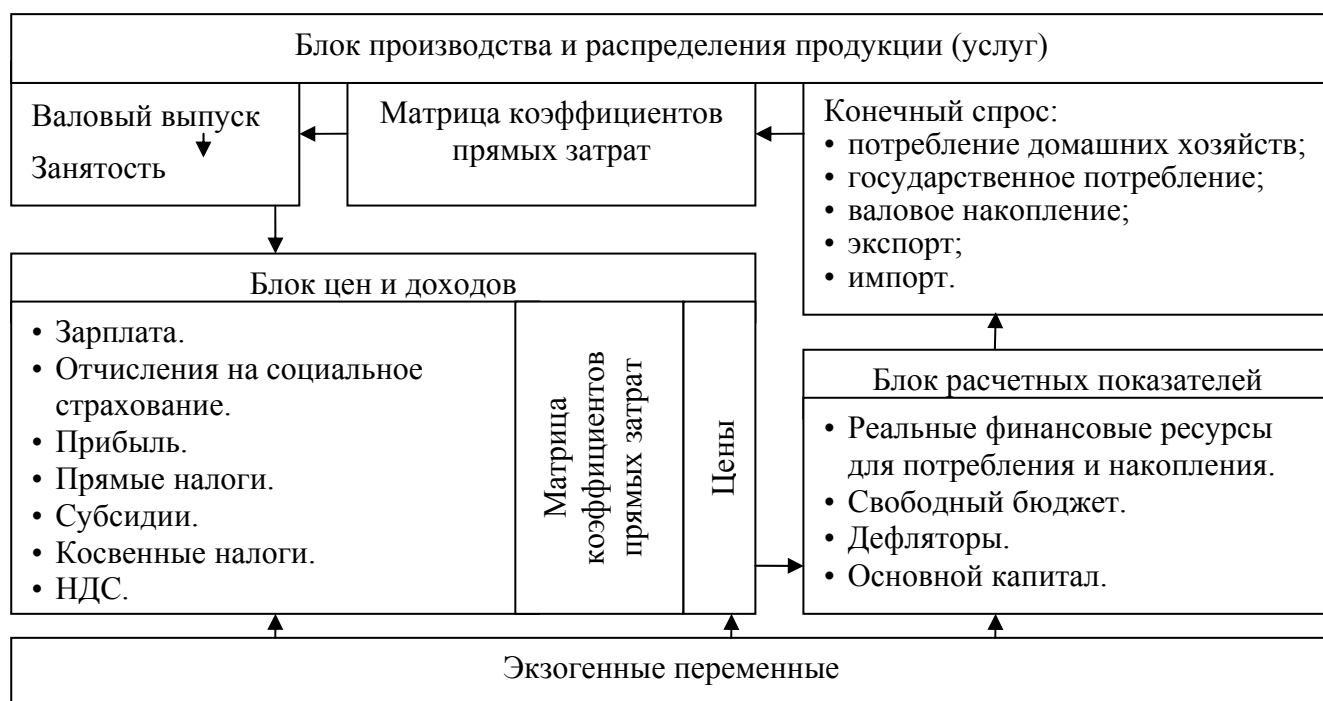 Блок производства и распределения продукции (услуг)
Валовый выпуск
Занятость
Матрица коэффициентов
прямых затрат
Конечный спрос:
• потребление домашних хозяйств;
• государственное потребление;
• валовое накопление;
• экспорт;
• импорт.
Блок цен и доходов
• Зарплата.
• Отчисления на социальное
страхование.
• Прибыль.
• Прямые налоги.
• Субсидии.
• Косвенные налоги.
• НДС.
Матрица
коэффициентов
прямых затрат
Цены
Блок расчетных показателей
• Реальные финансовые ресурсы
для потребления и накопления.
• Свободный бюджет.
• Дефляторы.
• Основной капитал.
Экзогенные переменные